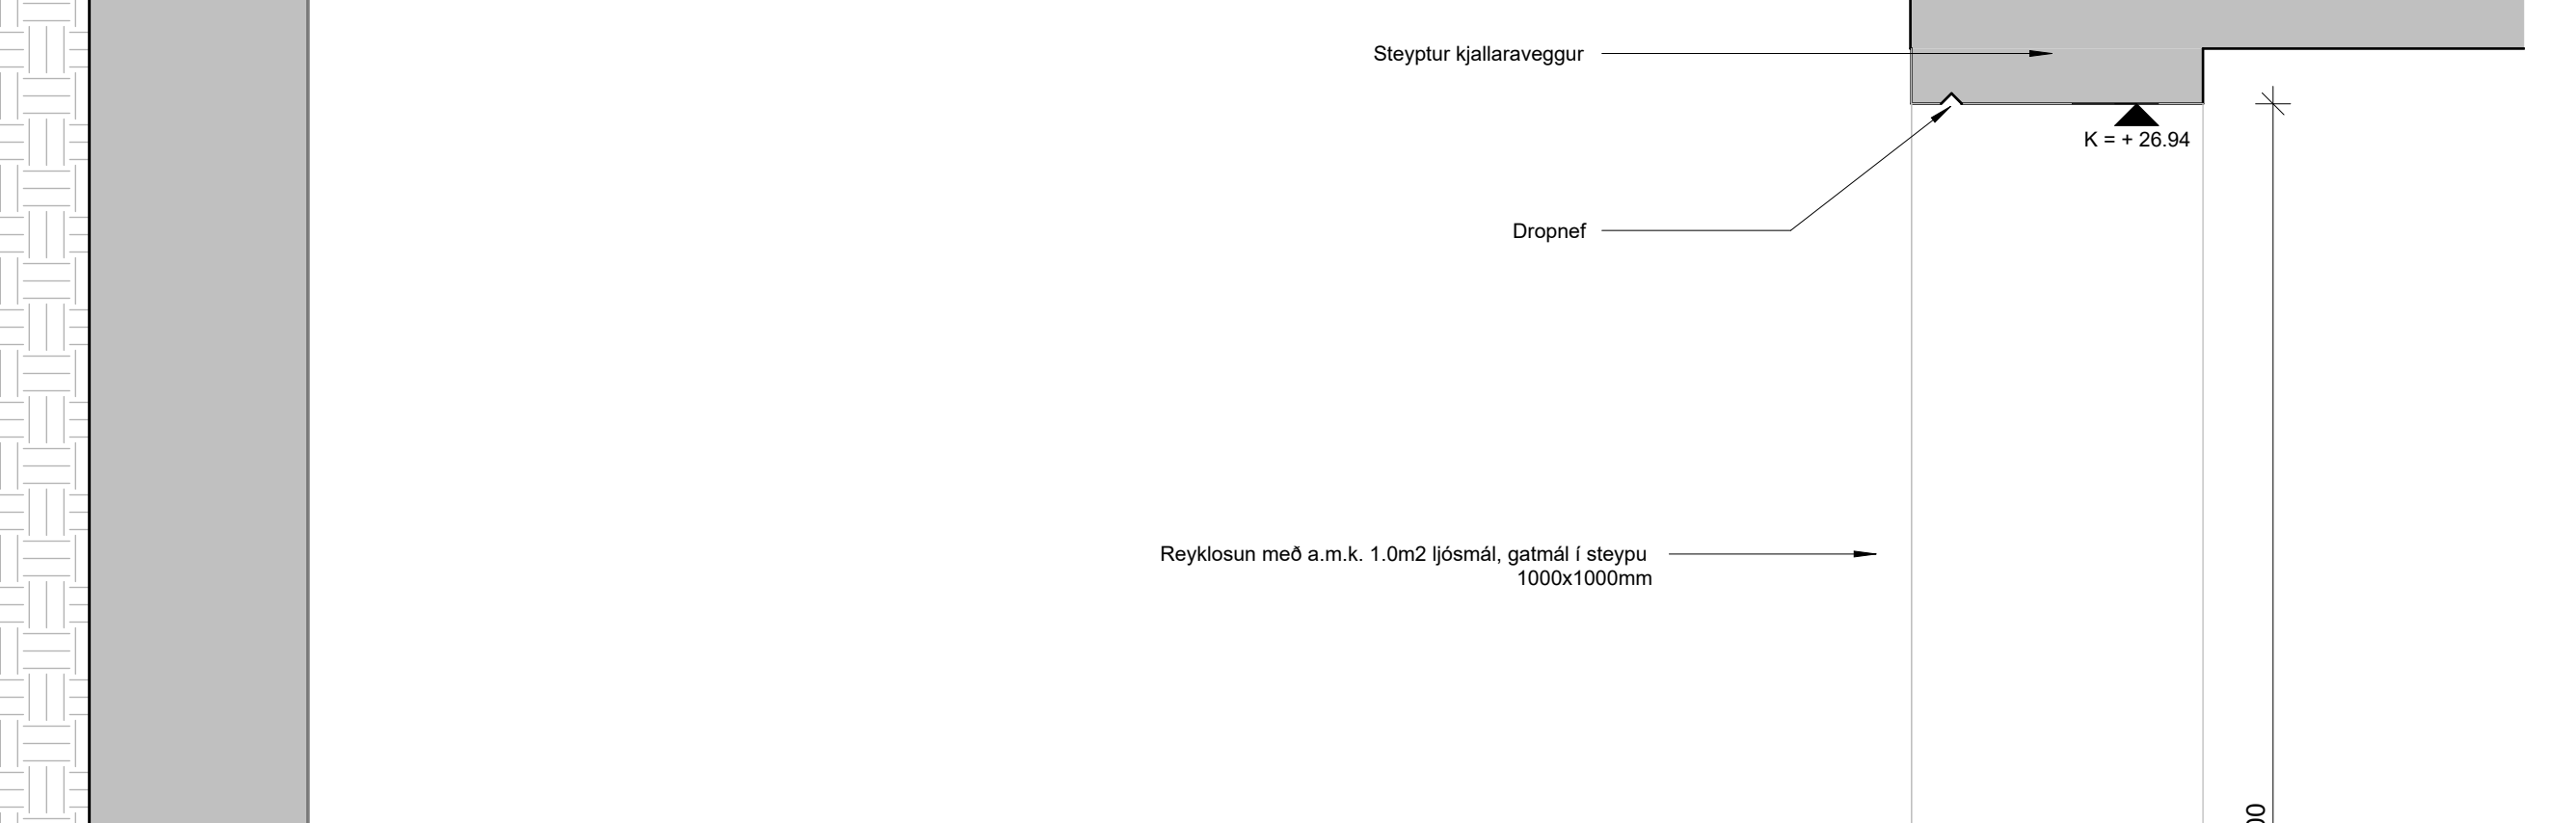 Steyptur kjallaraveggur
K = + 26.94
Dropnef
Reyklosun með a.m.k. 1.0m2 ljósmál, gatmál í steypu
1000x1000mm